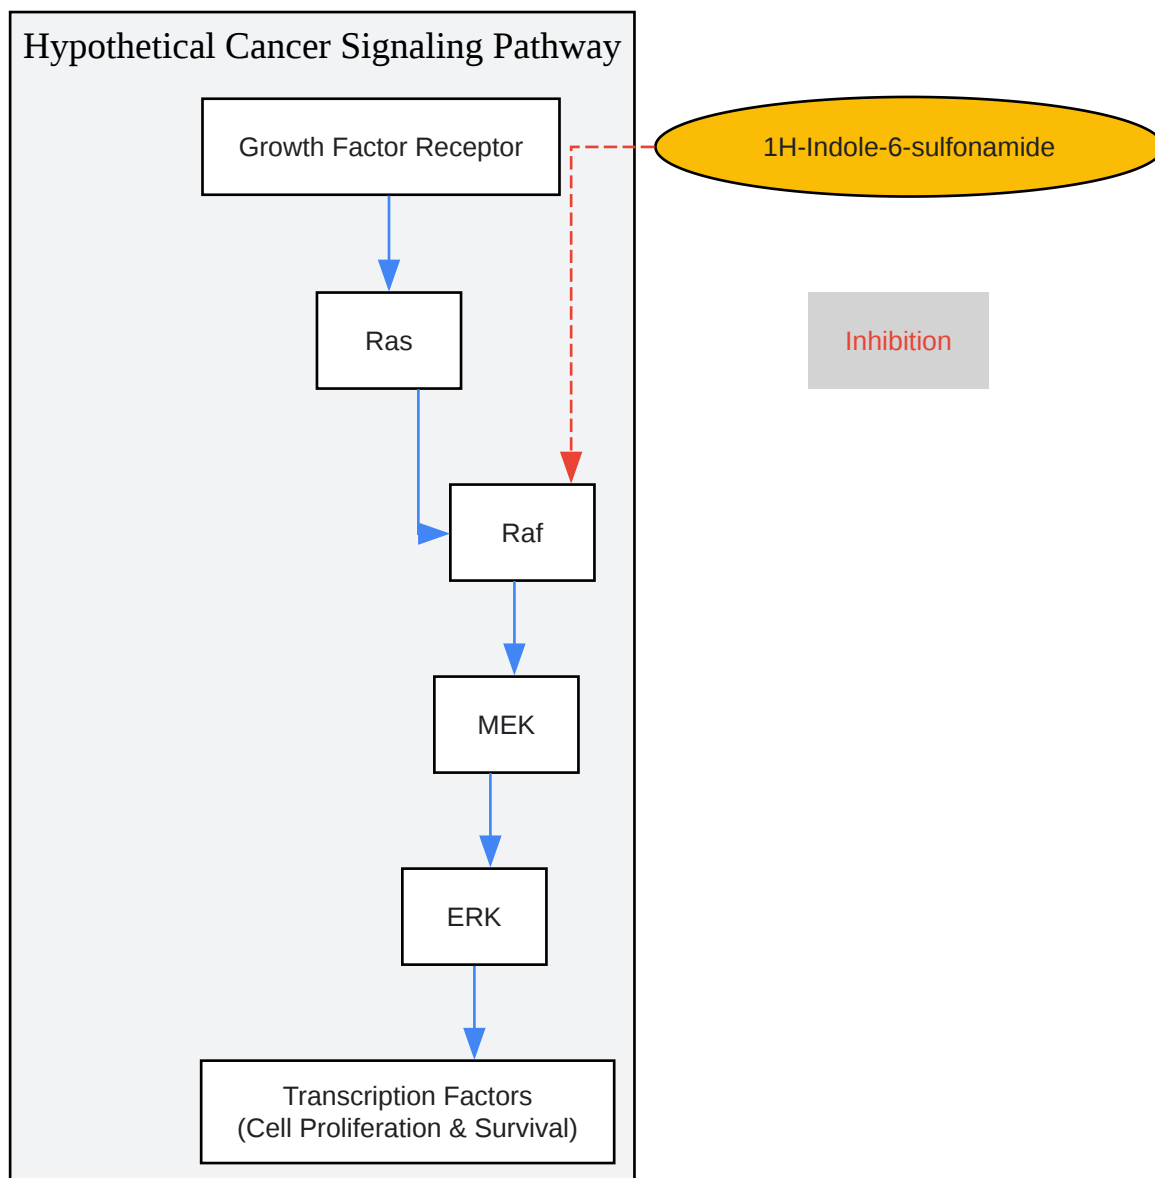 Hypothetical Cancer Signaling Pathway
Growth Factor Receptor
1H-Indole-6-sulfonamide
Ras
Inhibition
Raf
MEK
ERK
Transcription Factors
(Cell Proliferation & Survival)